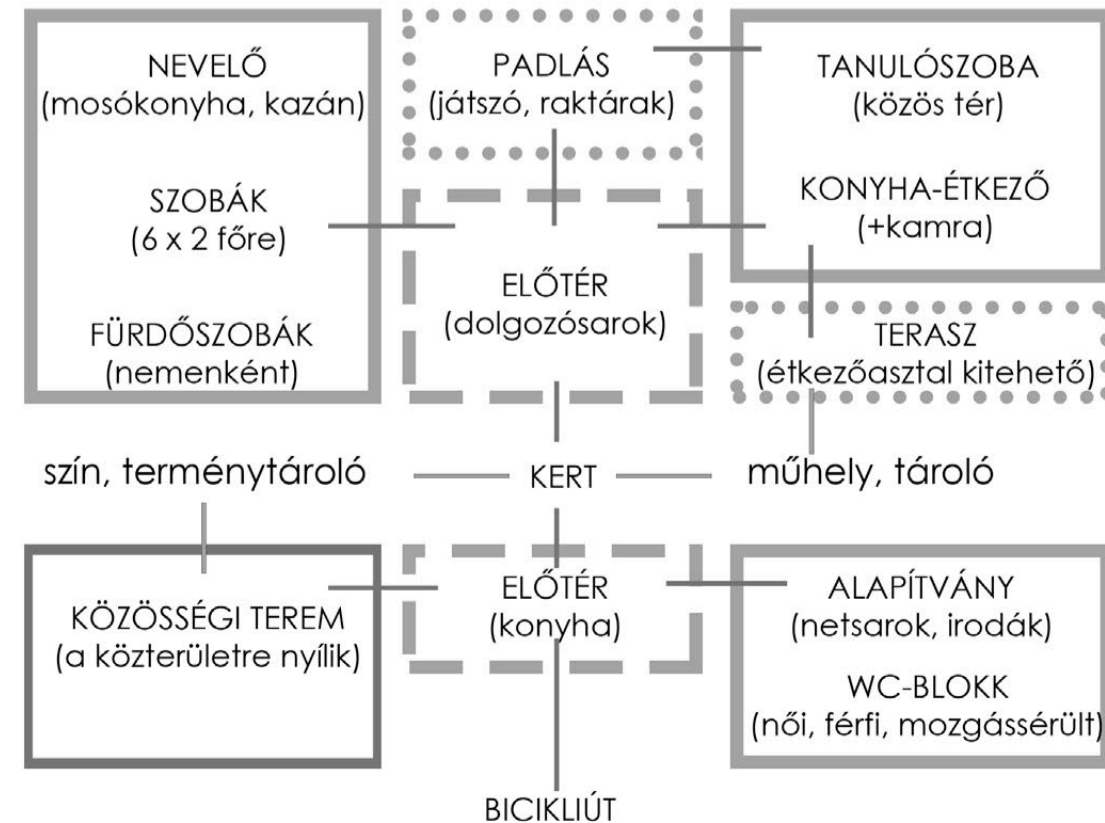 NEVELŐ
(mosókonyha, kazán)
SZOBÁK
(6 x 2 főre)
FÜRDŐSZOBÁK
(nemenként)
PADLÁS
(játszó, raktárak)
ELŐTÉR
(dolgozósarok)
TANULÓSZOBA
(közös tér)
KONYHA-ÉTKEZŐ
(+kamra)
TERASZ
(étkezőasztal kitehető)
szín, terménytároló
KERT
műhely, tároló
KÖZÖSSÉGI TEREM
(a közterületre nyílik)
ELŐTÉR
(konyha)
ALAPÍTVÁNY
(netsarok, irodák)
WC-BLOKK
(női, férfi, mozgássérült)
BICIKLIÚT